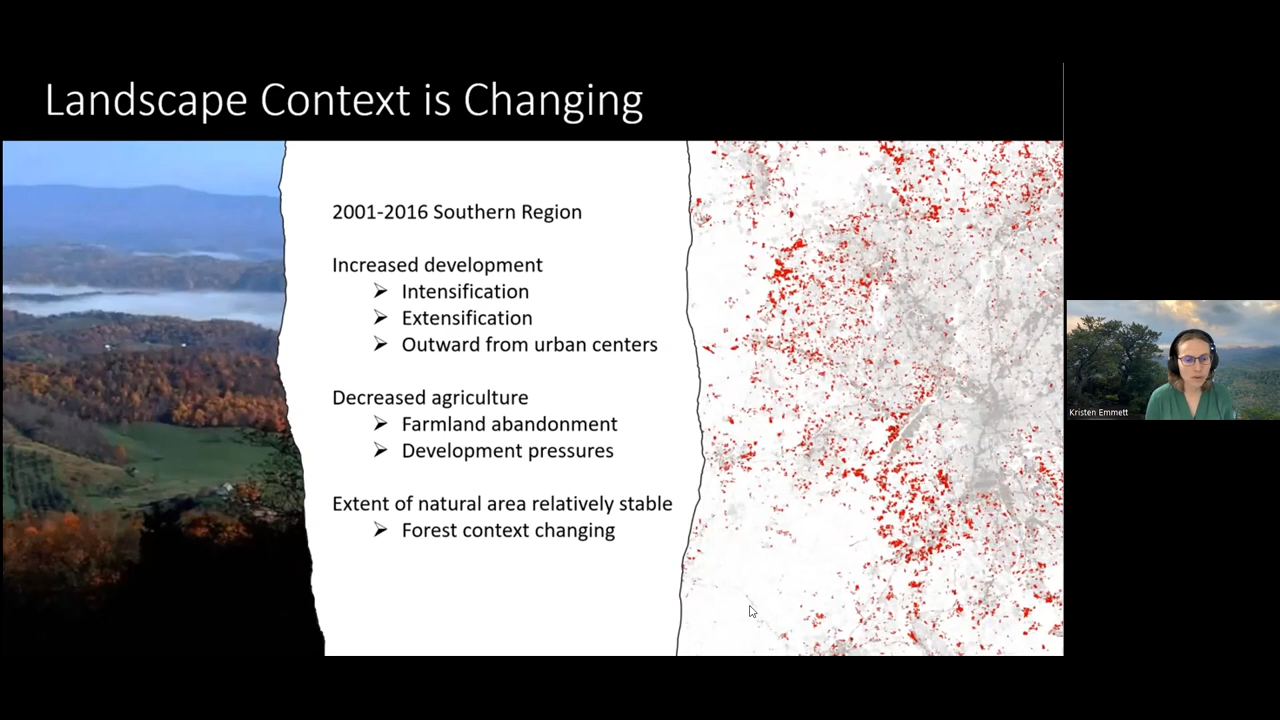 Landscape Context is Changing
2001-2016 Southern Region
Increased development
➢ Intensification
➢ Extensification
➢ Outward from urban centers
Decreased agriculture
➢ Farmland abandonment
➢ Development pressures
Extent of natural area relatively stable
➢ Forest context changing
Kristen Emmett